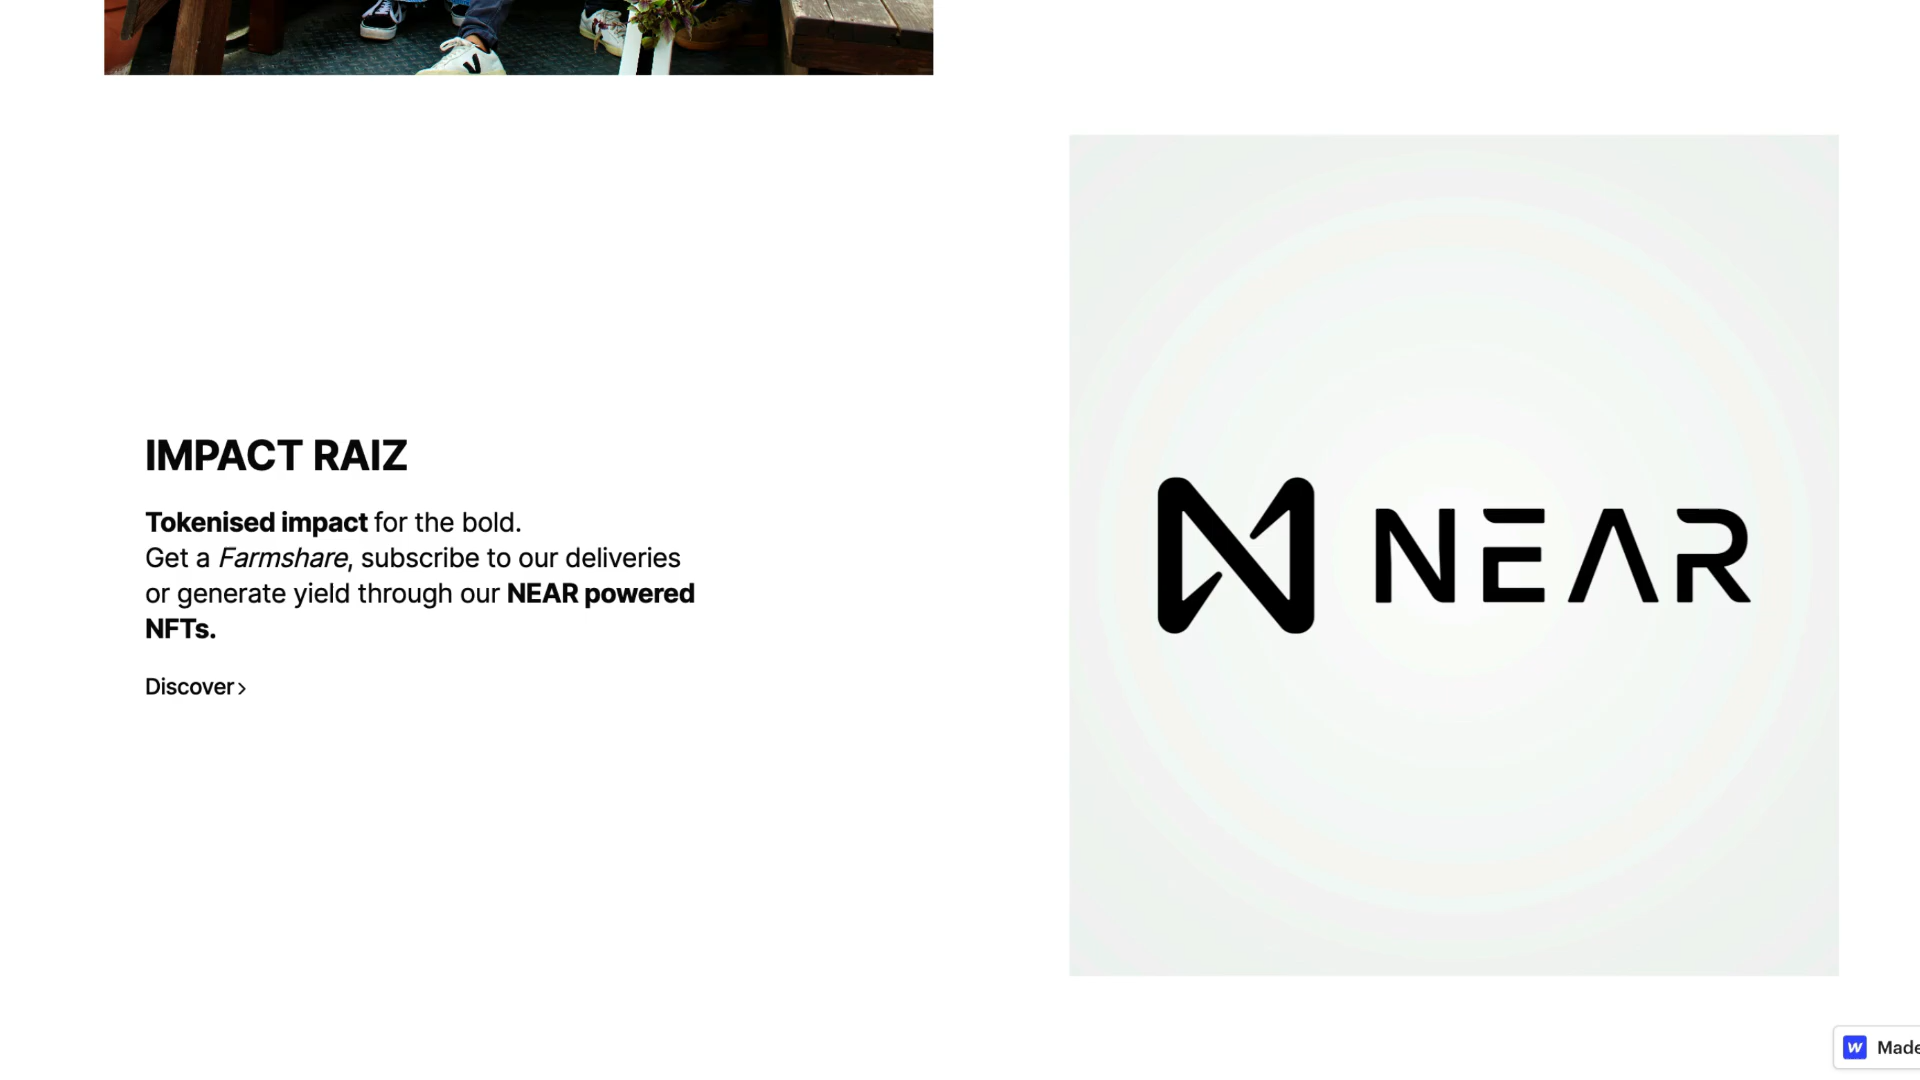 IMPACT RAIZ
Tokenised impact for the bold.
Get a Farmshare, subscribe to our deliveries
or generate yield through our NEAR powered
NFTs.
Discover ›
NEAR
Made